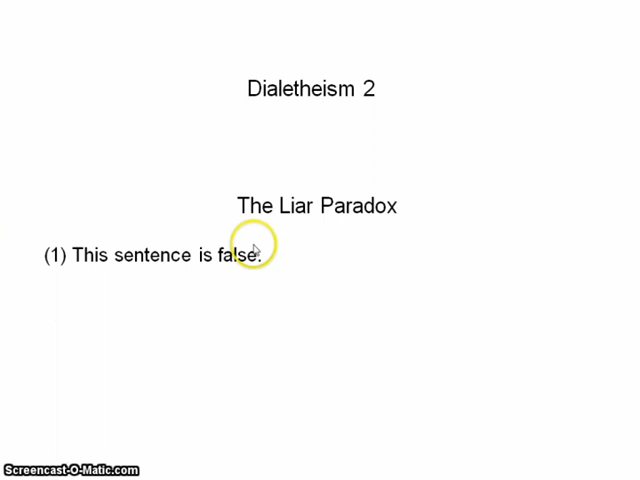 Dialetheism 2
The Liar Paradox
(1) This sentence is false.
Screencast-O-Matic.com